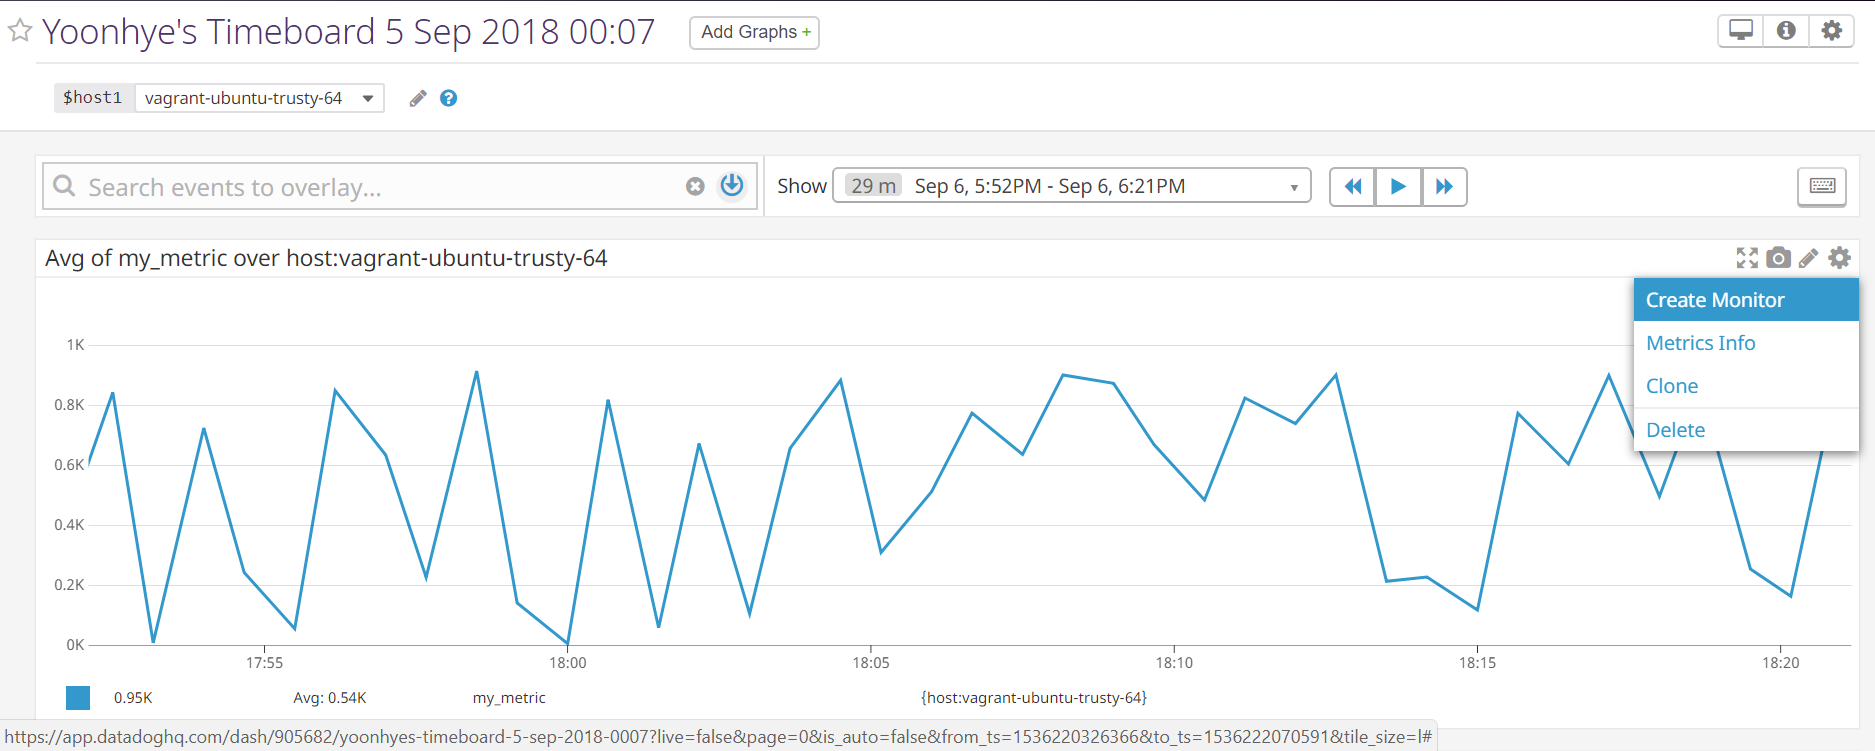 Yoonhye's Timeboard 5 Sep 2018 00:07 Add Graphs +
$host1 vagrant-ubuntu-trusty-64
Search events to overlay... Show 29 m Sep 6, 5:52PM - Sep 6, 6:21PM
Avg of my_metric over host:vagrant-ubuntu-trusty-64
Create Monitor
Metrics Info
Clone
Delete
1K
0.8K
0.6K
0.4K
0.2K
0K
17:55 18:00 18:05 18:10 18:15 18:20
0.95K Avg: 0.54K my_metric {host:vagrant-ubuntu-trusty-64}
https://app.datadoghq.com/dash/905682/yoonhyes-timeboard-5-sep-2018-0007?live=false&page=0&is_auto=false&from_ts=1536220326366&to_ts=1536222070591&tile_size=l#